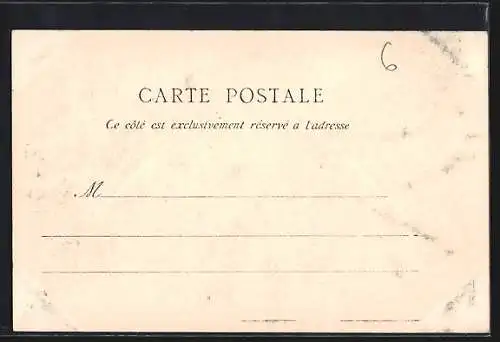 6
CARTE POSTALE
Ce côté est exclusivement réservé a l'adresse
M